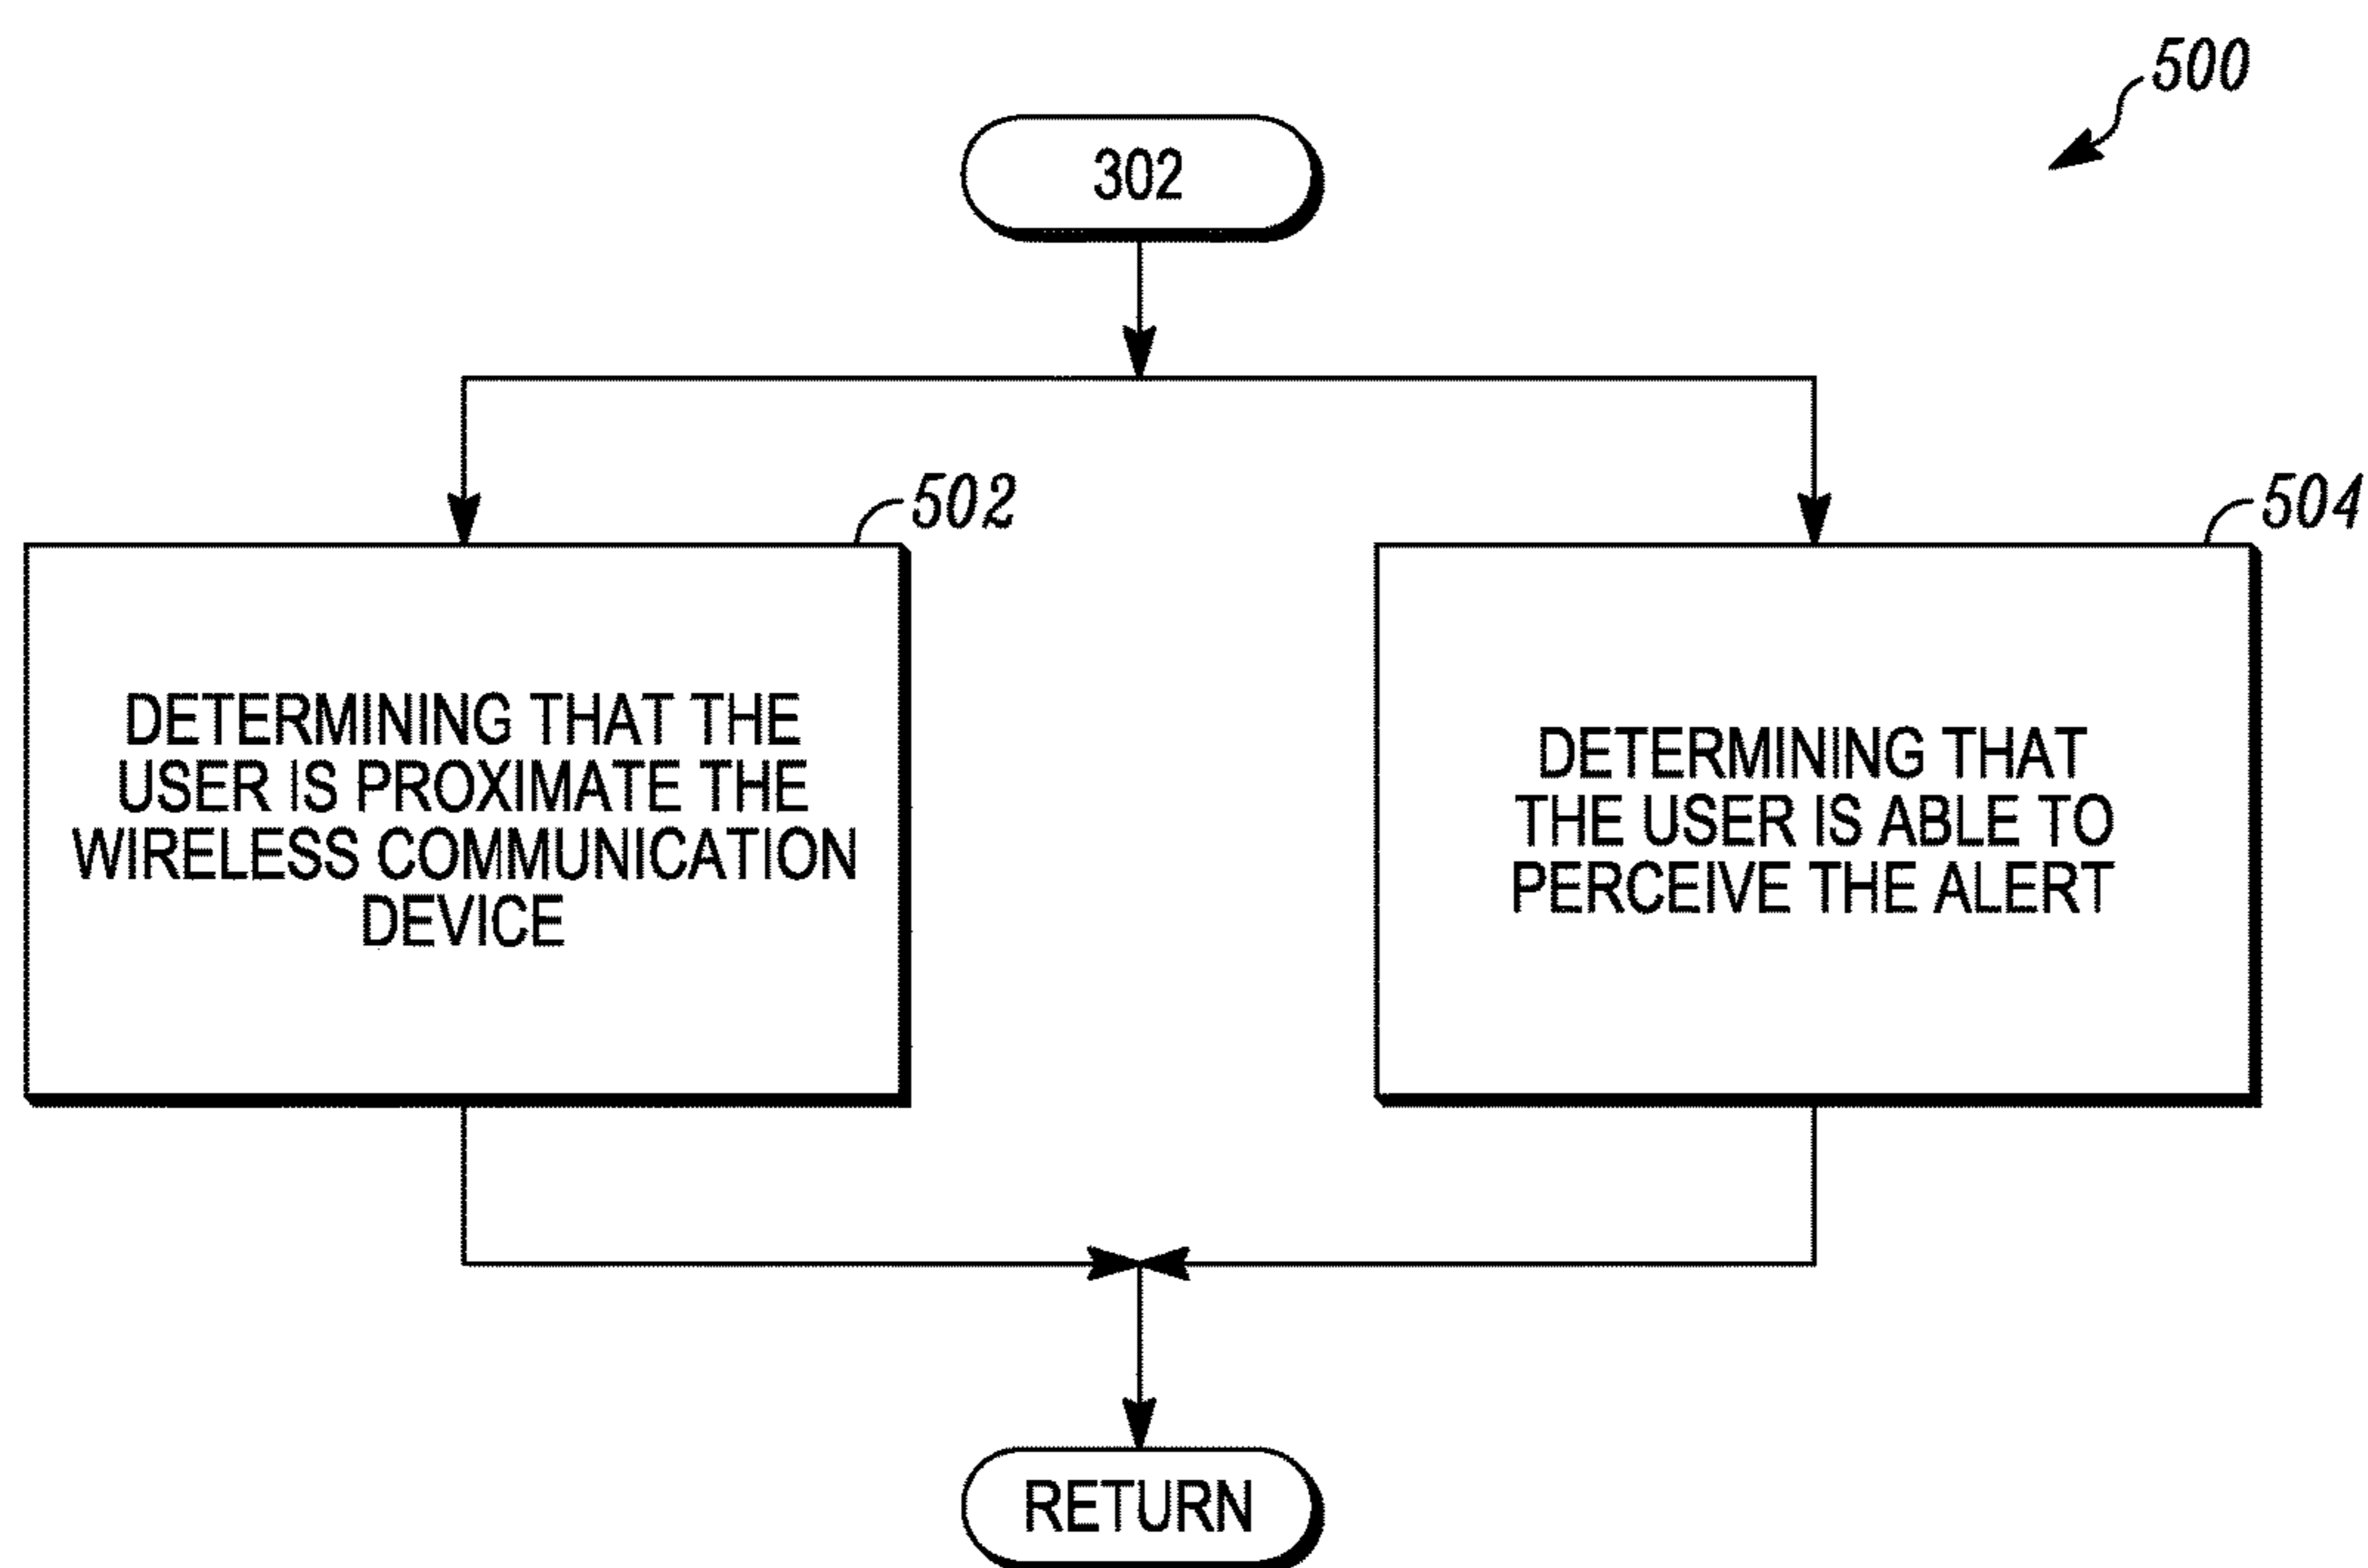 500
302
502
504
DETERMINING THAT THE
USER IS PROXIMATE THE
WIRELESS COMMUNICATION
DEVICE
DETERMINING THAT
THE USER IS ABLE TO
PERCEIVE THE ALERT
RETURN